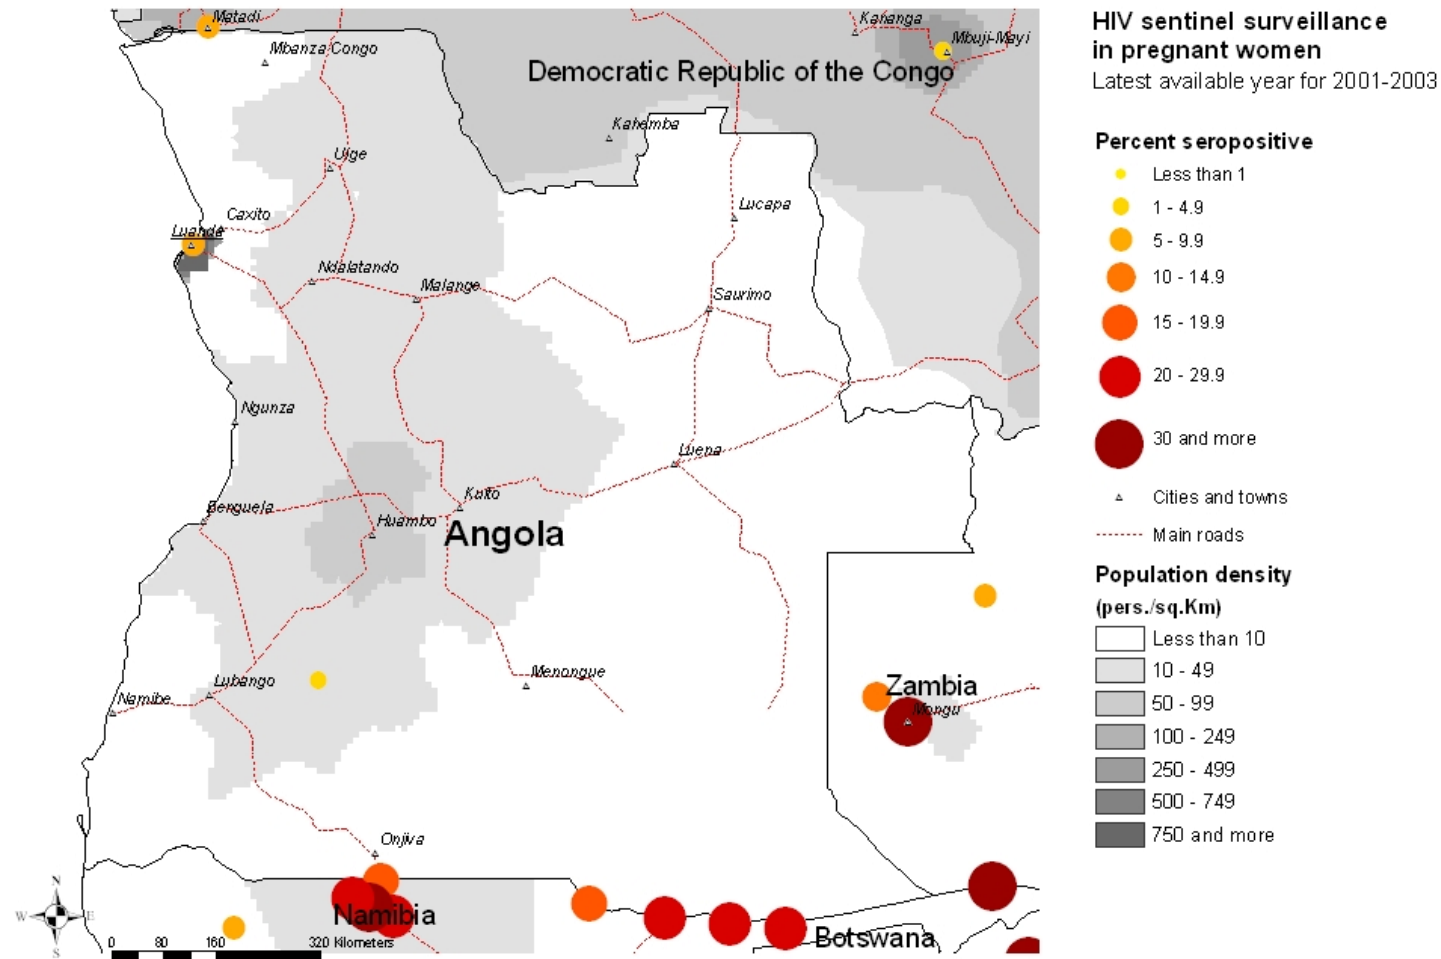 HIV sentinel surveillance
in pregnant women
Latest available year for 2001-2003
Percent seropositive
Less than 1
1 - 4.9
5 - 9.9
10 - 14.9
15 - 19.9
20 - 29.9
30 and more
Cities and towns
Main roads
Population density
(pers./sq.Km)
Less than 10
10 - 49
50 - 99
100 - 249
250 - 499
500 - 749
750 and more
Matadi
Kananga
Mbuji-Mayi
Mbanza Congo
Democratic Republic of the Congo
Kahemba
Uige
Lucapa
Caxito
Luanda
Ndalatando
Malange
Saurimo
Ngunza
Luena
Kuito
Benguela
Huambo
Angola
Menongue
Lubango
Namibe
Zambia
Mongu
Onjiva
Namibia
Botswana
N
W E
S
0 80 160 320 Kilometers